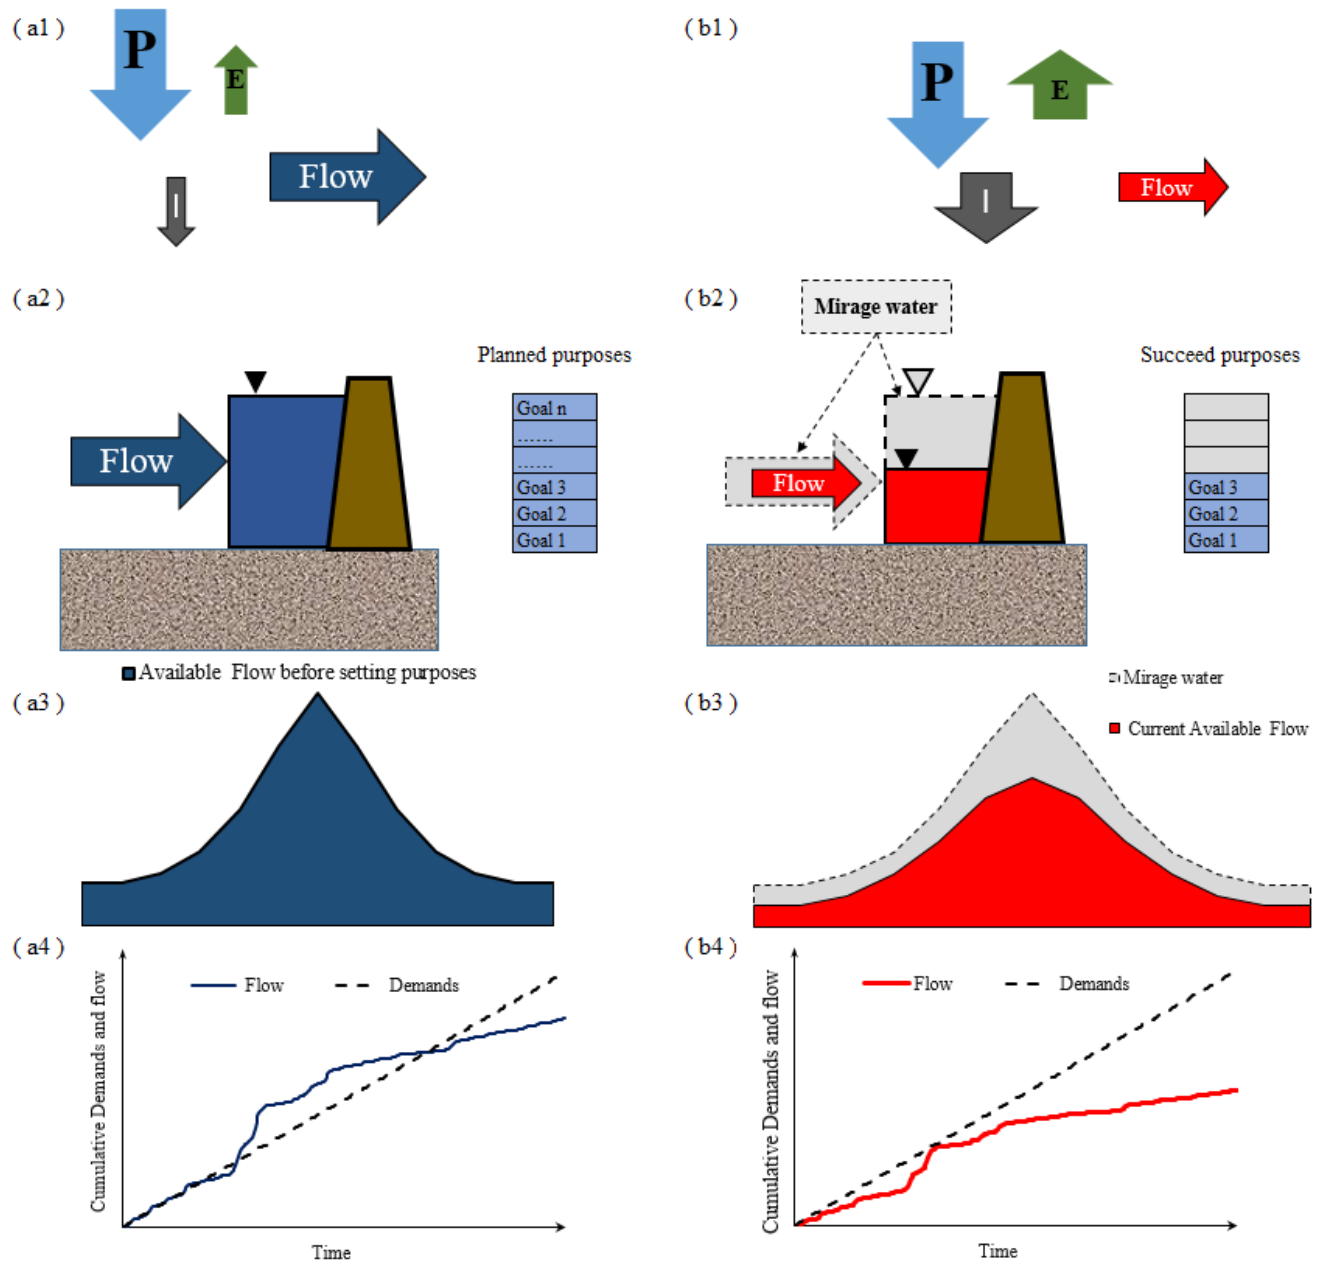 ( a1 )
P
E
Flow
I
( b1 )
P
E
I
Flow
( a2 )
Planned purposes
Flow
Goal n
......
......
Goal 3
Goal 2
Goal 1
( b2 )
Mirage water
Succeed purposes
Flow
Goal 3
Goal 2
Goal 1
Available Flow before setting purposes
( a3 )
( b3 )
Mirage water
Current Available Flow
( a4 )
Cumulative Demands and flow
Flow
Demands
Time
( b4 )
Cumulative Demands and flow
Flow
Demands
Time